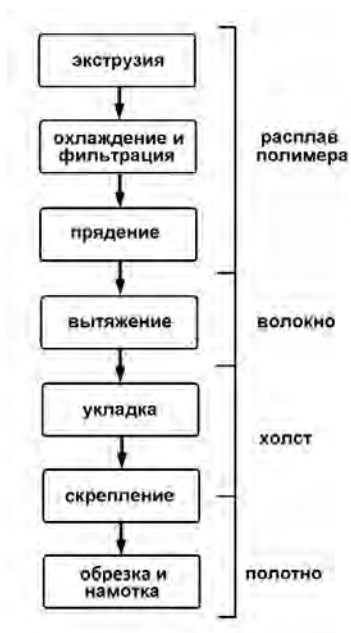 экструзия
охлаждение и
фильтрация
расплав
полимера
прядение
вытяжение
волокно
укладка
холст
скрепление
обрезка и
намотка
полотно